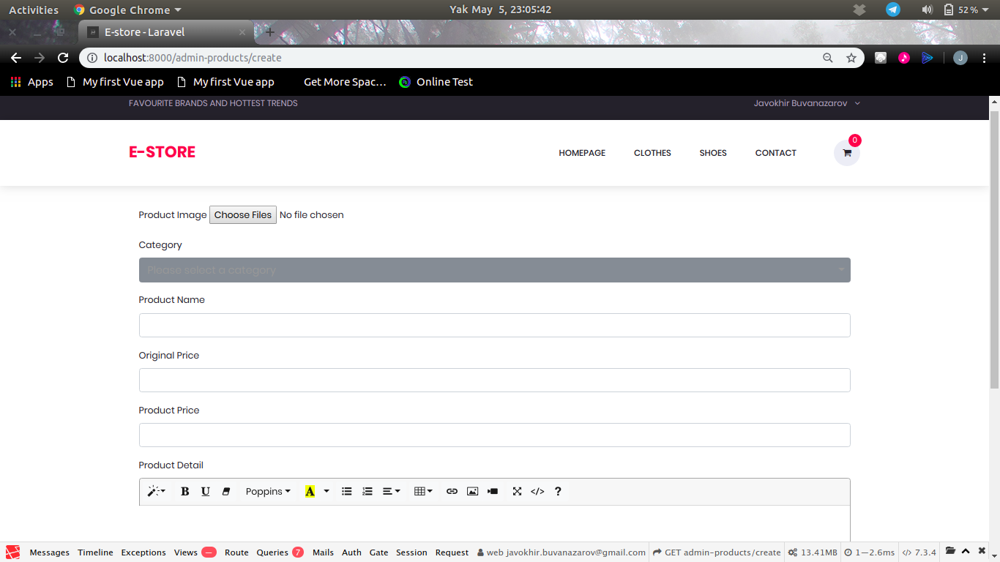 Activities Google Chrome Yak May 5, 23:05:42 52%
E-store - Laravel
localhost:8000/admin-products/create J
Apps My first Vue app My first Vue app Get More Spac... Online Test
FAVOURITE BRANDS AND HOTTEST TRENDS Javokhir Buvanazarov
E-STORE HOMEPAGE CLOTHES SHOES CONTACT 0
Product Image Choose Files No file chosen
Category
Please select a category
Product Name
Original Price
Product Price
Product Detail
B U Poppins A </> ?
Messages Timeline Exceptions Views Route Queries 7 Mails Auth Gate Session Request web javokhir.buvanazarov@gmail.com GET admin-products/create 13.41MB 1—2.6ms </> 7.3.4